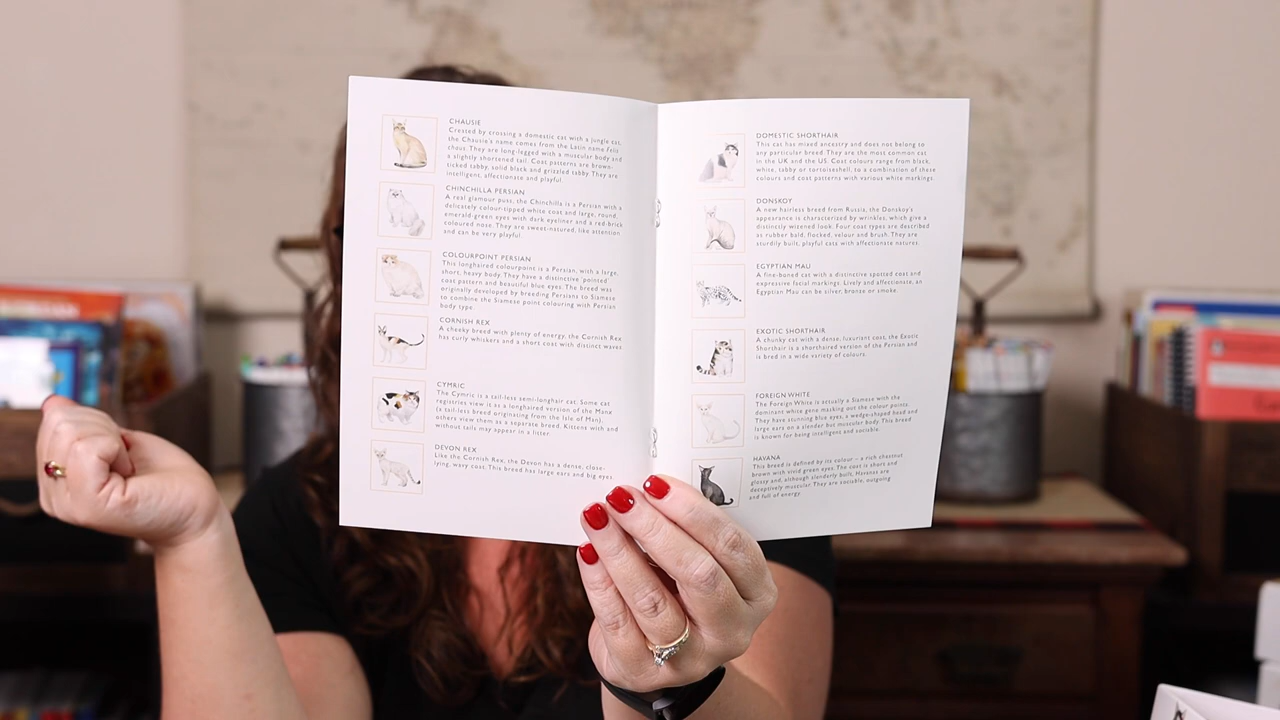 CHAUSIE
Created by crossing a domestic cat with a jungle cat,
the Chausie's name comes from the Latin name Felis
chaus. They are long-legged with a muscular body and
a slightly shortened tail. Coat patterns are brown-
ticked tabby, solid black and grizzled tabby. They are
intelligent, affectionate and playful.
CHINCHILLA PERSIAN
A real glamour puss, the Chinchilla is a Persian with a
delicately colour-tipped white coat and large, round,
emerald-green eyes with dark eyeliner and a red-brick
coloured nose. They are sweet-natured, like attention
and can be very playful.
COLOURPOINT PERSIAN
This longhaired colourpoint is a Persian, with a large,
short, heavy body. They have a distinctive 'pointed'
coat pattern and beautiful blue eyes. The breed was
originally developed by breeding Persians to Siamese
to combine the Siamese point colouring with Persian
body type.
CORNISH REX
A cheeky breed with plenty of energy, the Cornish Rex
has curly whiskers and a short coat with distinct waves
CYMRIC
The Cymric is a tail-less semi-longhair cat. Some cat
registries view it as a longhaired version of the Manx
(a tail-less breed originating from the Isle of Man),
others view them as a separate breed. Kittens with and
without tails may appear in a litter.
DEVON REX
Like the Cornish Rex, the Devon has a dense, close-
lying, wavy coat. This breed has large ears and big eyes.
DOMESTIC SHORTHAIR
This cat has mixed ancestry and does not belong to
any particular breed. They are the most common cat
in the UK and the US. Coat colours range from black,
white, tabby or tortoiseshell, to a combination of these
colours and coat patterns with various white markings.
DONSKOY
A new hairless breed from Russia, the Donskoy's
appearance is characterized by wrinkles, which give a
distinctly wizened look. Four coat types are described
as rubber bald, flocked, velour and brush. They are
sturdily built, playful cats with affectionate natures.
EGYPTIAN MAU
A fine-boned cat with a distinctive spotted coat and
expressive facial markings. Lively and affectionate, an
Egyptian Mau can be silver, bronze or smoke.
EXOTIC SHORTHAIR
A chunky cat with a dense, luxuriant coat, the Exotic
Shorthair is a shorthaired version of the Persian and
is bred in a wide variety of colours.
FOREIGN WHITE
The Foreign White is actually a Siamese with the
dominant white gene masking out the colour points.
They have stunning blue eyes, a wedge-shaped head and
large ears on a slender but muscular body. This breed
is known for being intelligent and sociable.
HAVANA
This breed is defined by its colour – a rich chestnut
brown with vivid green eyes. The coat is short and
glossy and, although slenderly built, Havanas are
deceptively muscular. They are sociable, outgoing
and full of energy.